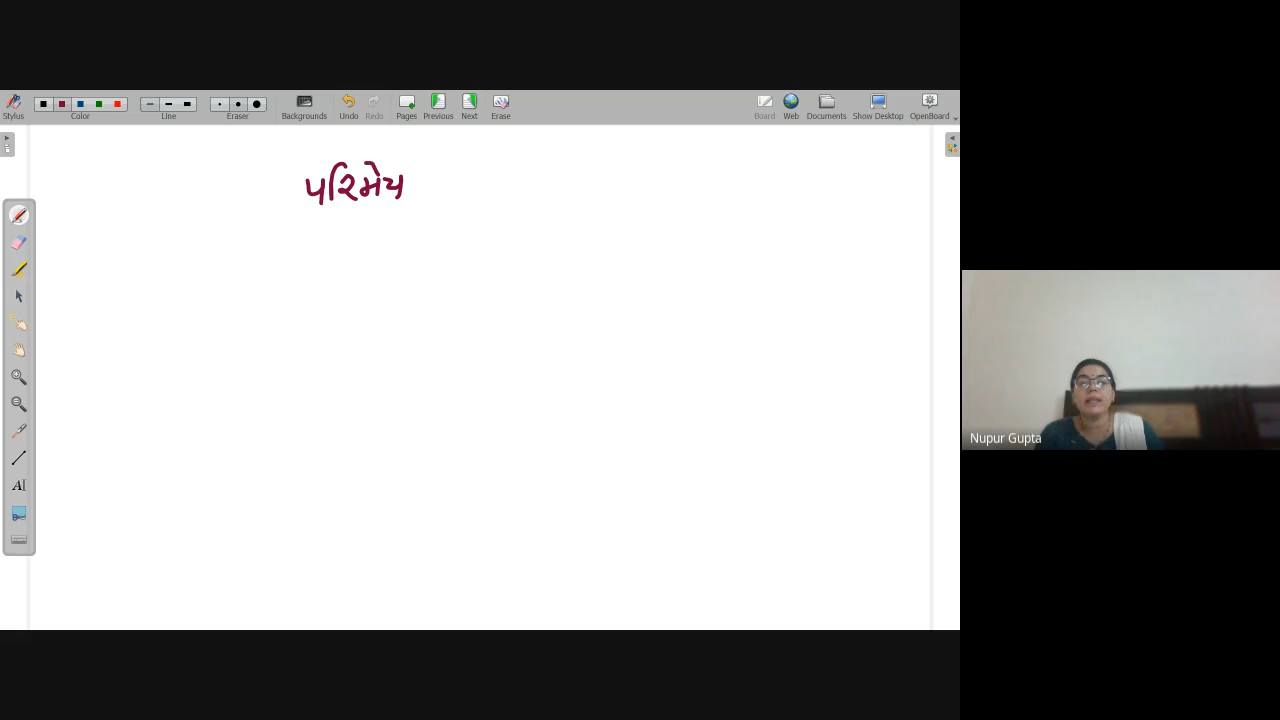 Stylus
Color
Line
Eraser
Backgrounds
Undo
Redo
Pages
Previous
Next
Erase
Board
Web
Documents
Show Desktop
OpenBoard
परिमेय
Nupur Gupta